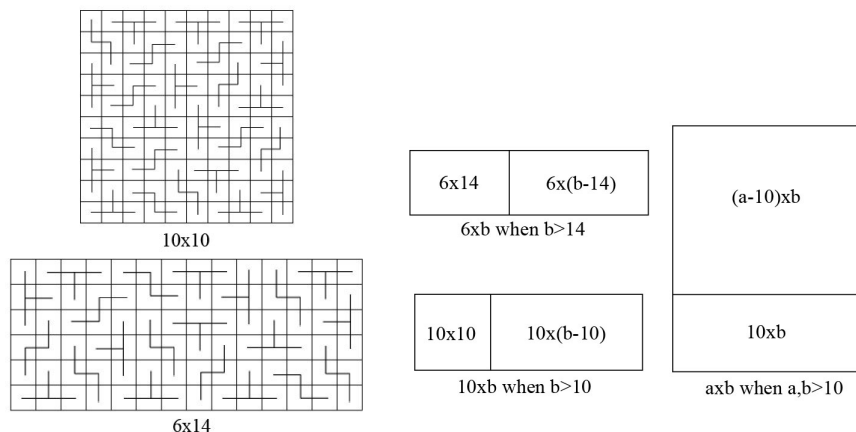 10x10
6x14
6x14
6x(b-14)
6xb when b>14
10x10
10x(b-10)
10xb when b>10
(a-10)xb
10xb
axb when a,b>10